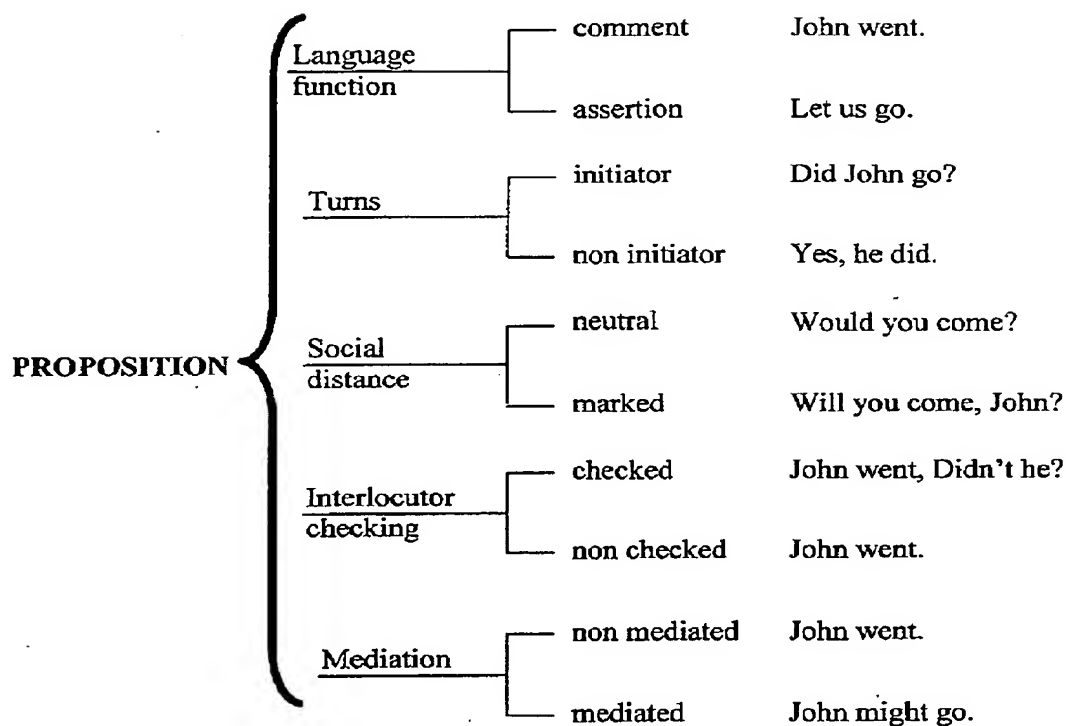 comment John went.
Language
function
assertion Let us go.
initiator Did John go?
Turns
non initiator Yes, he did.
neutral Would you come?
Social
PROPOSITION
distance
marked Will you come, John?
checked John went, Didn't he?
Interlocutor
checking
non checked John went.
non mediated John went.
Mediation
mediated John might go.